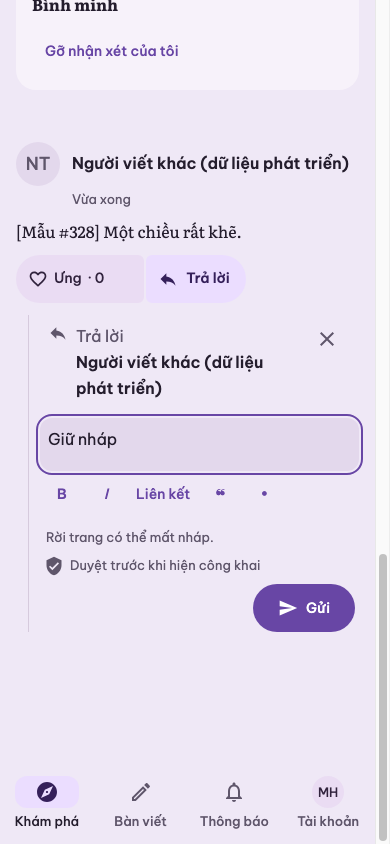 Bình minh
Gỡ nhận xét của tôi
NT
Người viết khác (dữ liệu phát triển)
Vừa xong
[Mẫu #328] Một chiều rất khẽ.
Ưng · 0
Trả lời
Trả lời
Người viết khác (dữ liệu
phát triển)
Giữ nháp
B I Liên kết ❝ •
Rời trang có thể mất nháp.
Duyệt trước khi hiện công khai
Gửi
Khám phá
Bàn viết
Thông báo
MH
Tài khoản